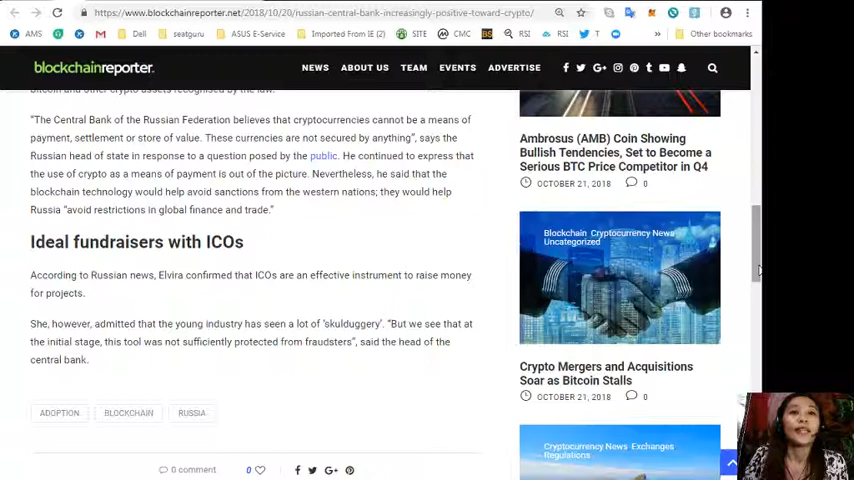 https://www.blockchainreporter.net/2018/10/20/russian-central-bank-increasingly-positive-toward-crypto/
AMS
Dell
seatguru
ASUS E-Service
Imported From IE (2)
SITE
CMC
BS
RSI
RSI
T
»
Other bookmarks
blockchainreporter.
NEWS ABOUT US TEAM EVENTS ADVERTISE
bitcoin and other crypto assets recognised by the law.
“The Central Bank of the Russian Federation believes that cryptocurrencies cannot be a means of
payment, settlement or store of value. These currencies are not secured by anything”, says the
Russian head of state in response to a question posed by the public. He continued to express that
the use of crypto as a means of payment is out of the picture. Nevertheless, he said that the
blockchain technology would help avoid sanctions from the western nations; they would help
Russia “avoid restrictions in global finance and trade.”
Ideal fundraisers with ICOs
According to Russian news, Elvira confirmed that ICOs are an effective instrument to raise money
for projects.
She, however, admitted that the young industry has seen a lot of ‘skulduggery’. “But we see that at
the initial stage, this tool was not sufficiently protected from fraudsters”, said the head of the
central bank.
ADOPTION BLOCKCHAIN RUSSIA
0 comment
0
Ambrosus (AMB) Coin Showing
Bullish Tendencies, Set to Become a
Serious BTC Price Competitor in Q4
OCTOBER 21, 2018 0
Blockchain Cryptocurrency News
Uncategorized
Crypto Mergers and Acquisitions
Soar as Bitcoin Stalls
OCTOBER 21, 2018 0
Cryptocurrency News Exchanges
Regulations